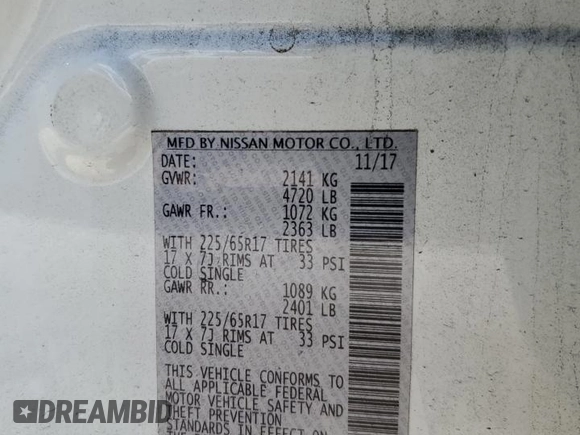 MFD BY NISSAN MOTOR CO., LTD.
DATE: 11/17
GVWR: 2141 KG
4720 LB
GAWR FR.: 1072 KG
2363 LB
WITH 225/65R17 TIRES
17 X 7J RIMS AT 33 PSI
COLD SINGLE
GAWR RR.: 1089 KG
2401 LB
WITH 225/65R17 TIRES
17 X 7J RIMS AT 33 PSI
COLD SINGLE
THIS VEHICLE CONFORMS TO
ALL APPLICABLE FEDERAL
MOTOR VEHICLE SAFETY AND
THEFT PREVENTION
STANDARDS IN EFFECT ON
DREAMBID